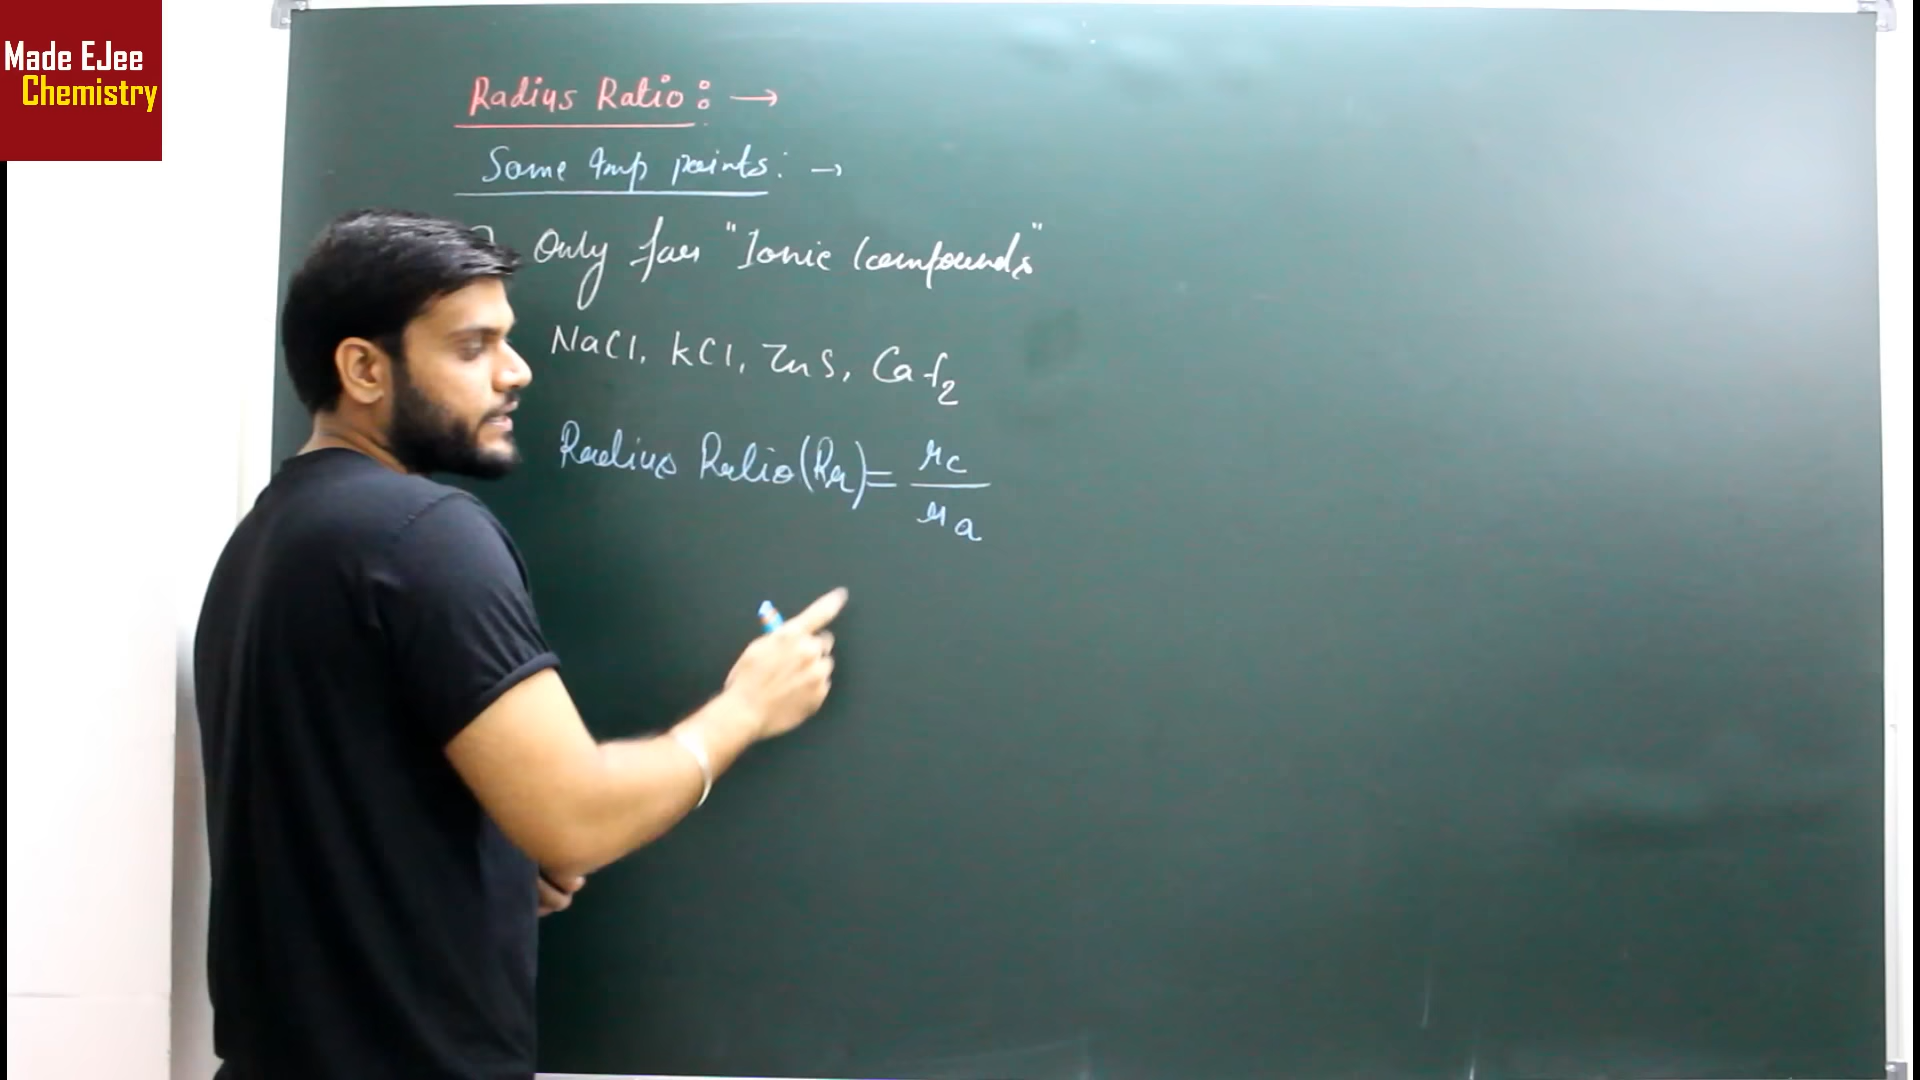 Made EJee
Chemistry
Radius Ratio : →
Some Imp points : →
Only for "Ionic Compounds"
NaCl, KCl, ZnS, CaF2
Radius Ratio (Rr) = rc
ra